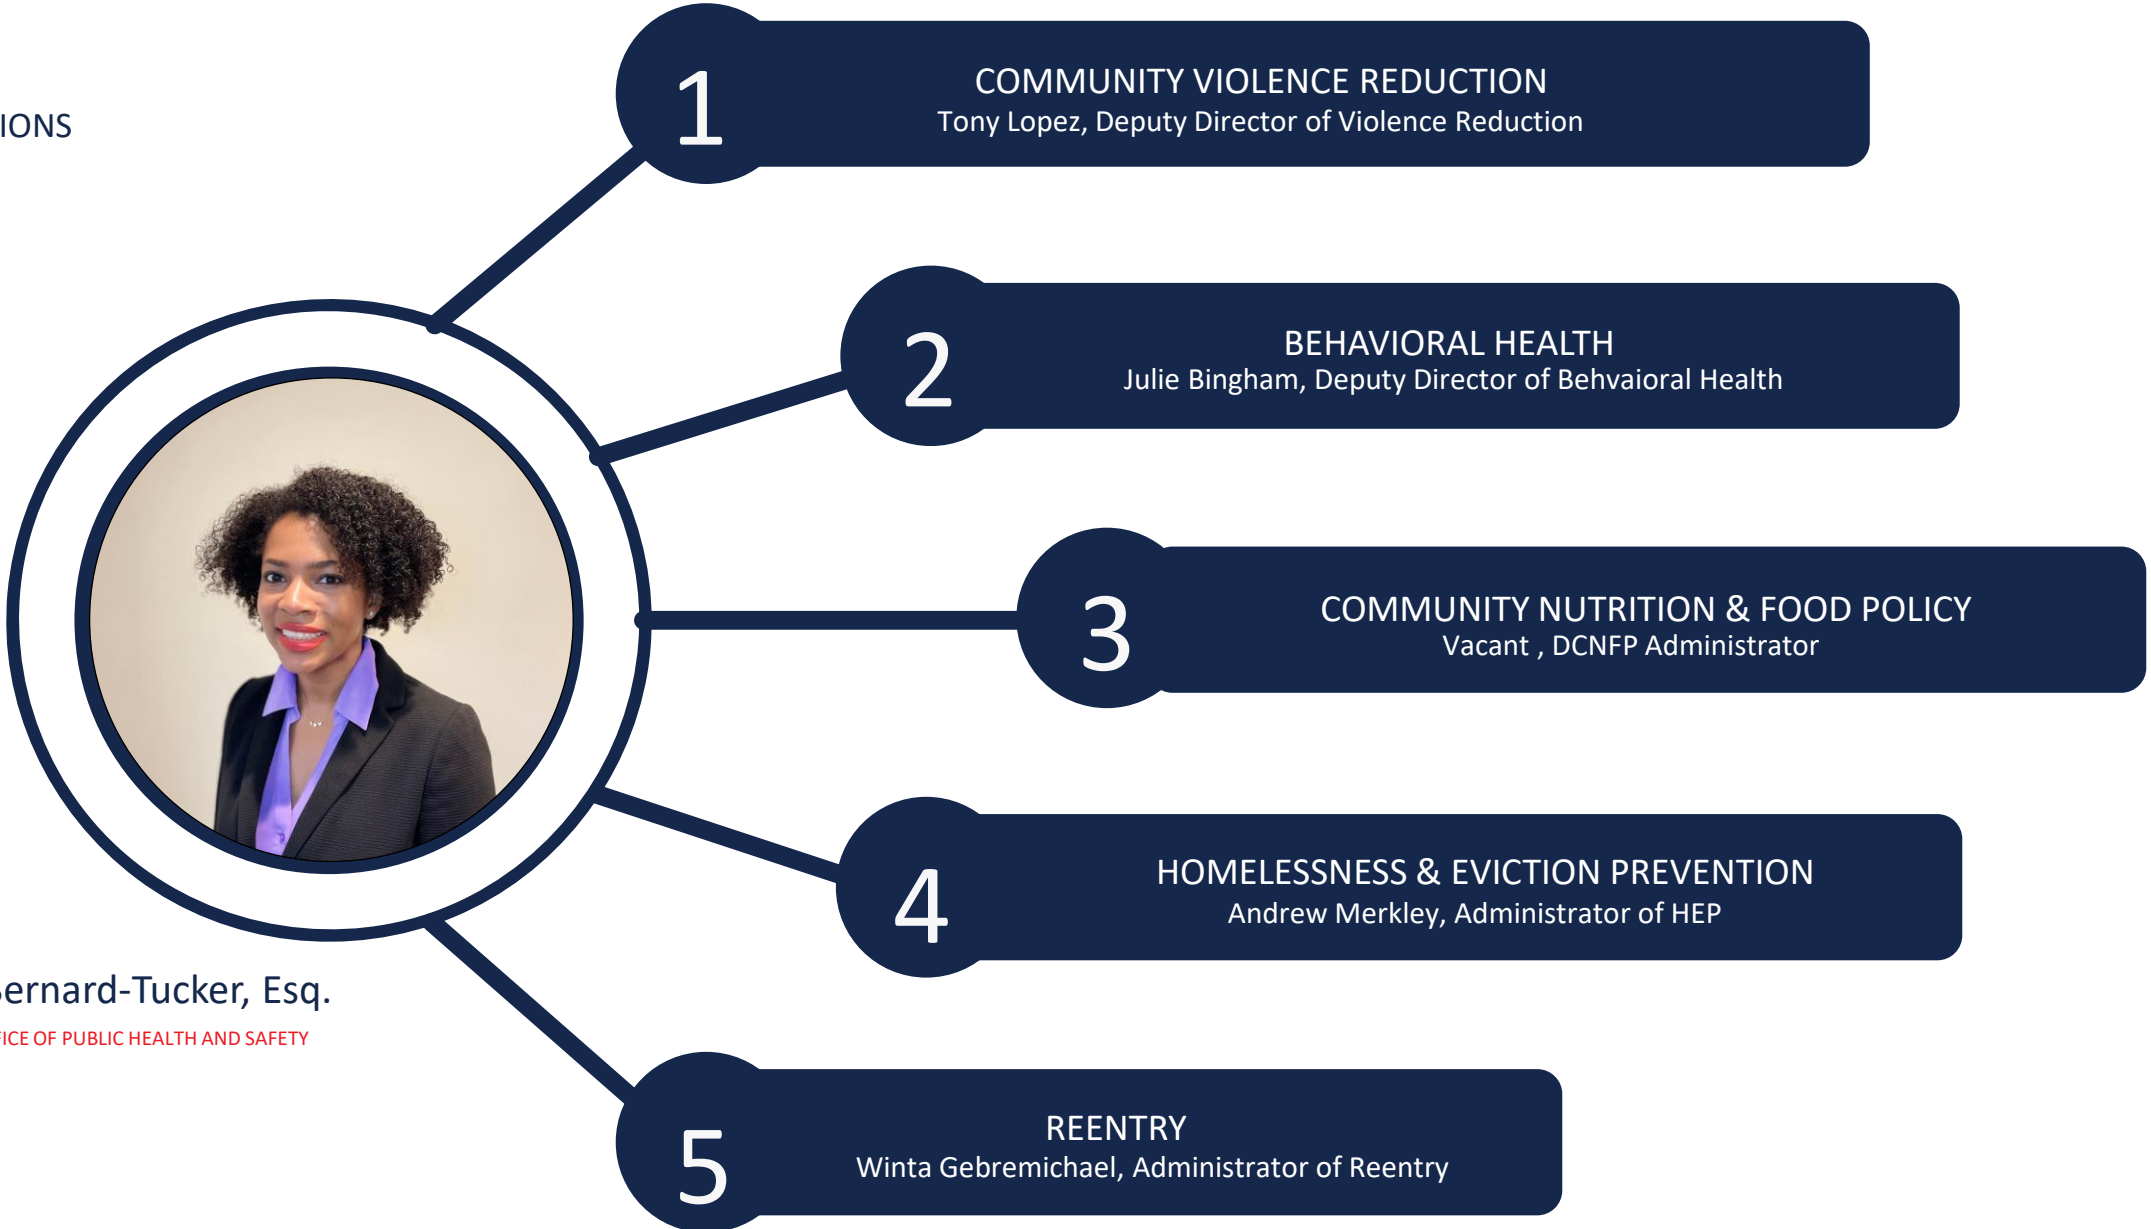 IONS
1
COMMUNITY VIOLENCE REDUCTION
Tony Lopez, Deputy Director of Violence Reduction
2
BEHAVIORAL HEALTH
Julie Bingham, Deputy Director of Behvaioral Health
3
COMMUNITY NUTRITION & FOOD POLICY
Vacant , DCNFP Administrator
4
HOMELESSNESS & EVICTION PREVENTION
Andrew Merkley, Administrator of HEP
Bernard-Tucker, Esq.
FICE OF PUBLIC HEALTH AND SAFETY
5
REENTRY
Winta Gebremichael, Administrator of Reentry